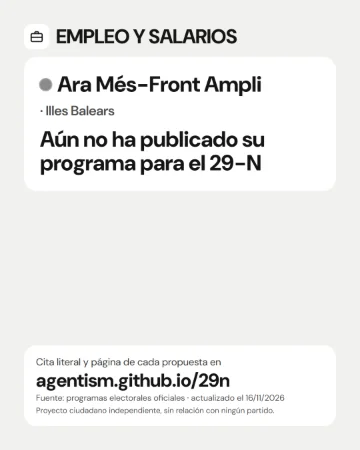 EMPLEO Y SALARIOS
Ara Més-Front Ampli
· Illes Balears
Aún no ha publicado su
programa para el 29-N
Cita literal y página de cada propuesta en
agentism.github.io/29n
Fuente: programas electorales oficiales · actualizado el 16/11/2026
Proyecto ciudadano independiente, sin relación con ningún partido.